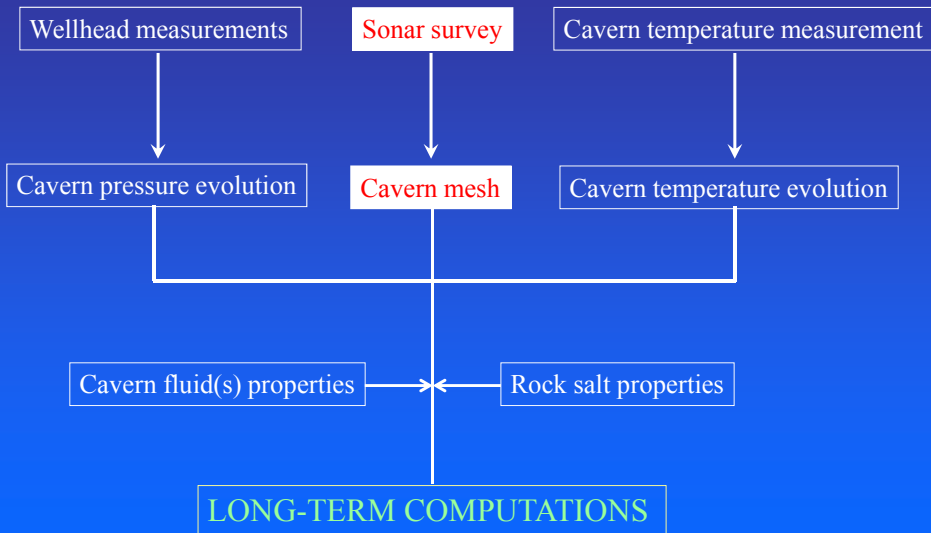 Wellhead measurements
Sonar survey
Cavern temperature measurement
Cavern pressure evolution
Cavern mesh
Cavern temperature evolution
Cavern fluid(s) properties
Rock salt properties
LONG-TERM COMPUTATIONS